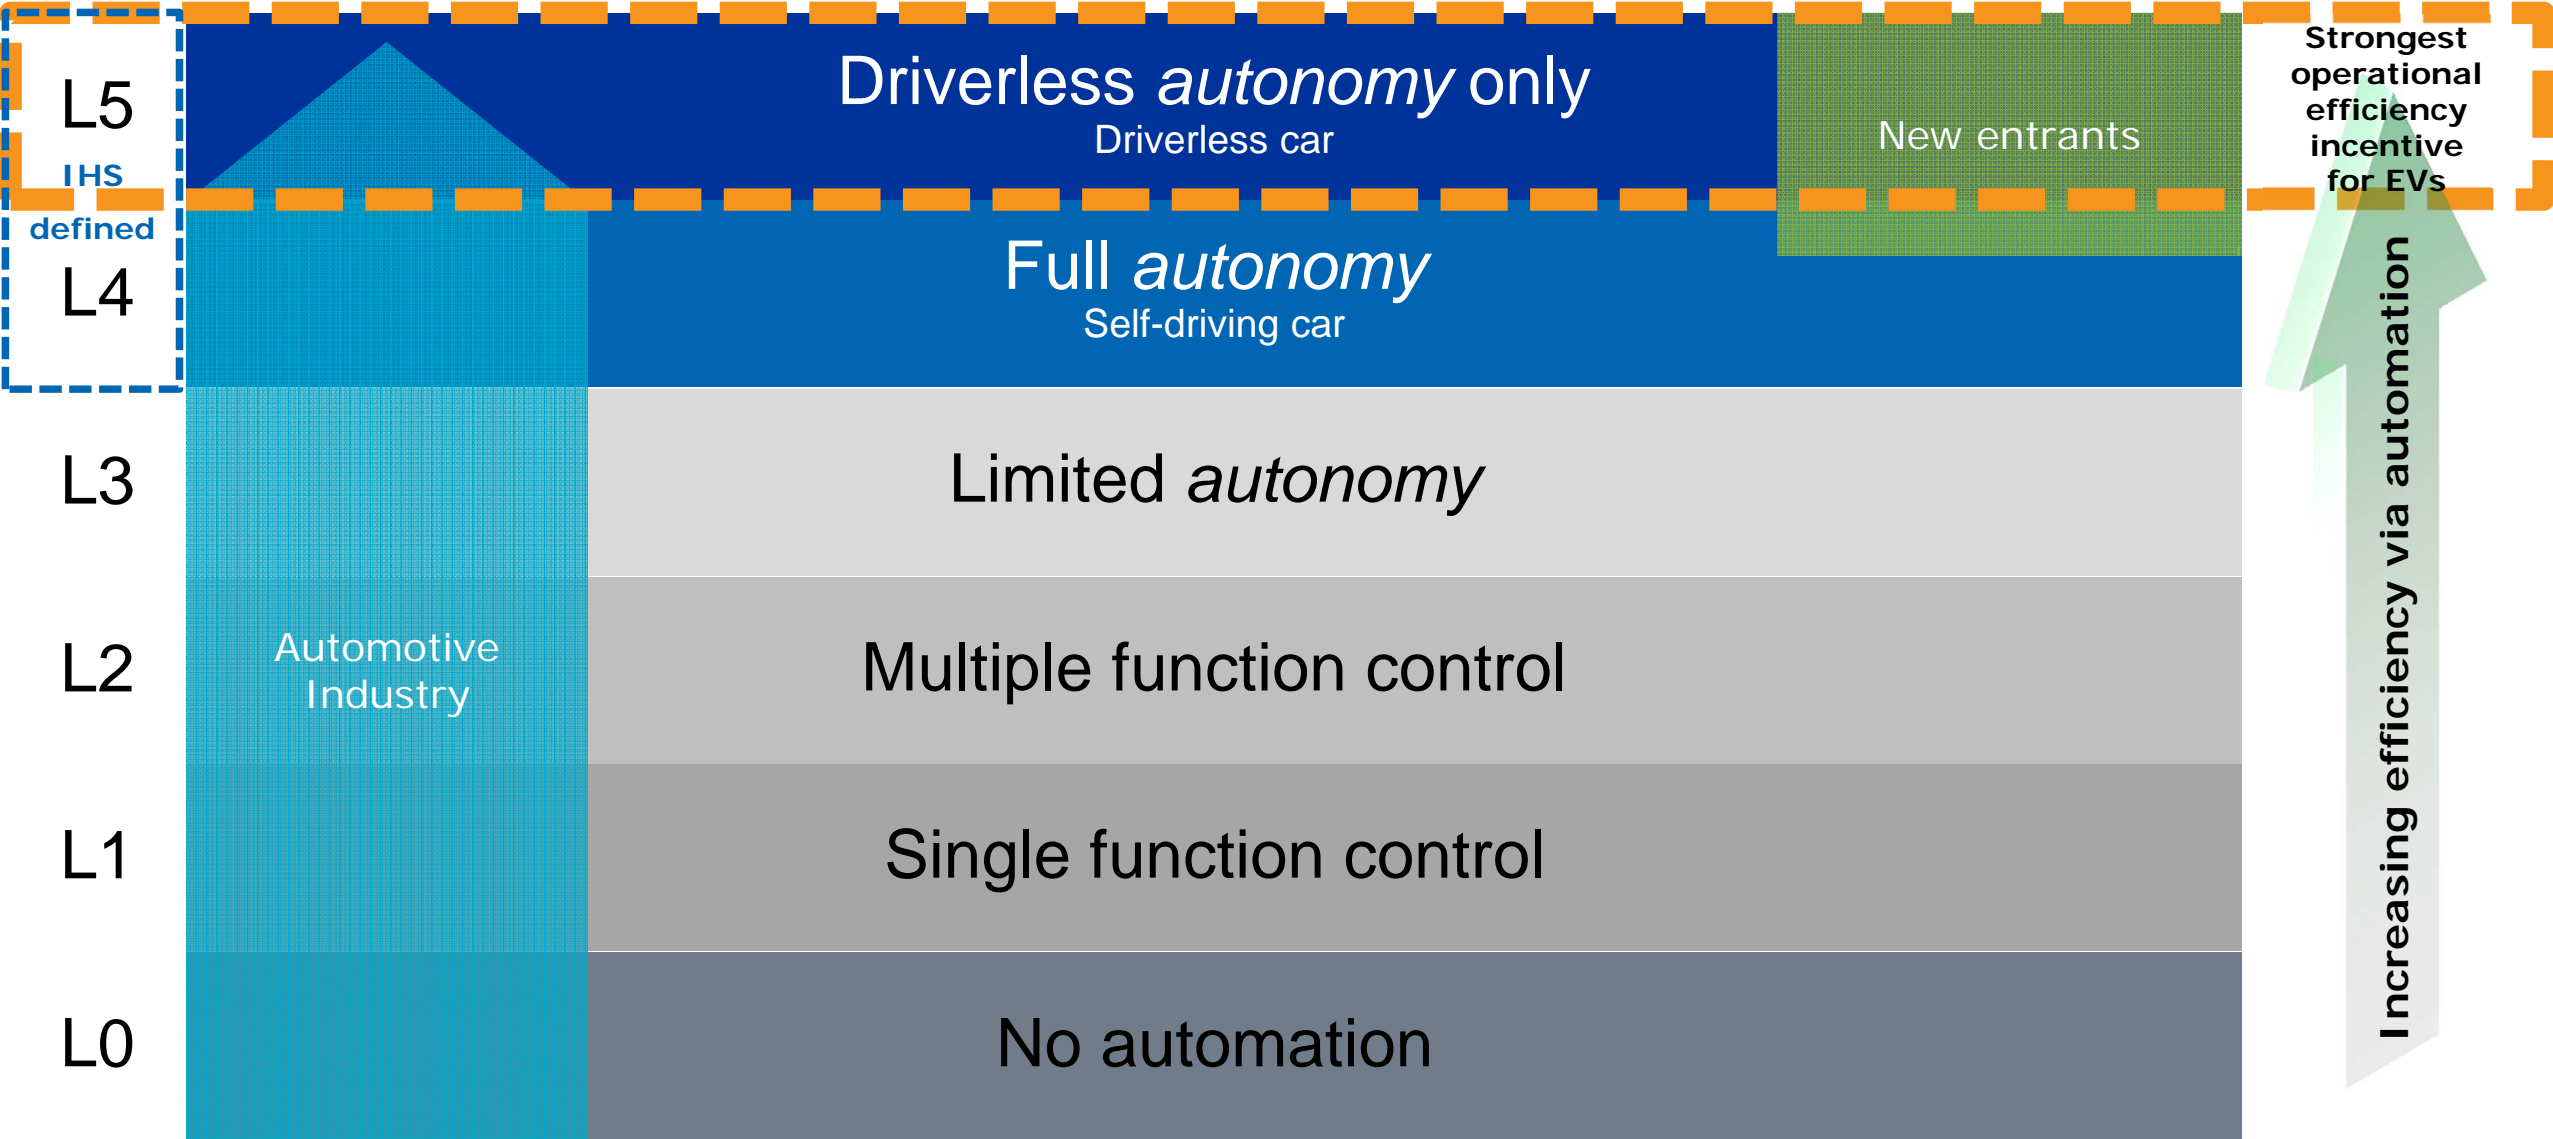 L5
IHS
defined
L4
L3
L2
L1
L0
Driverless autonomy only
Driverless car
Full autonomy
Self-driving car
Limited autonomy
Multiple function control
Single function control
No automation
Automotive
Industry
New entrants
Strongest
operational
efficiency
incentive
for EVs
Increasing efficiency via automation